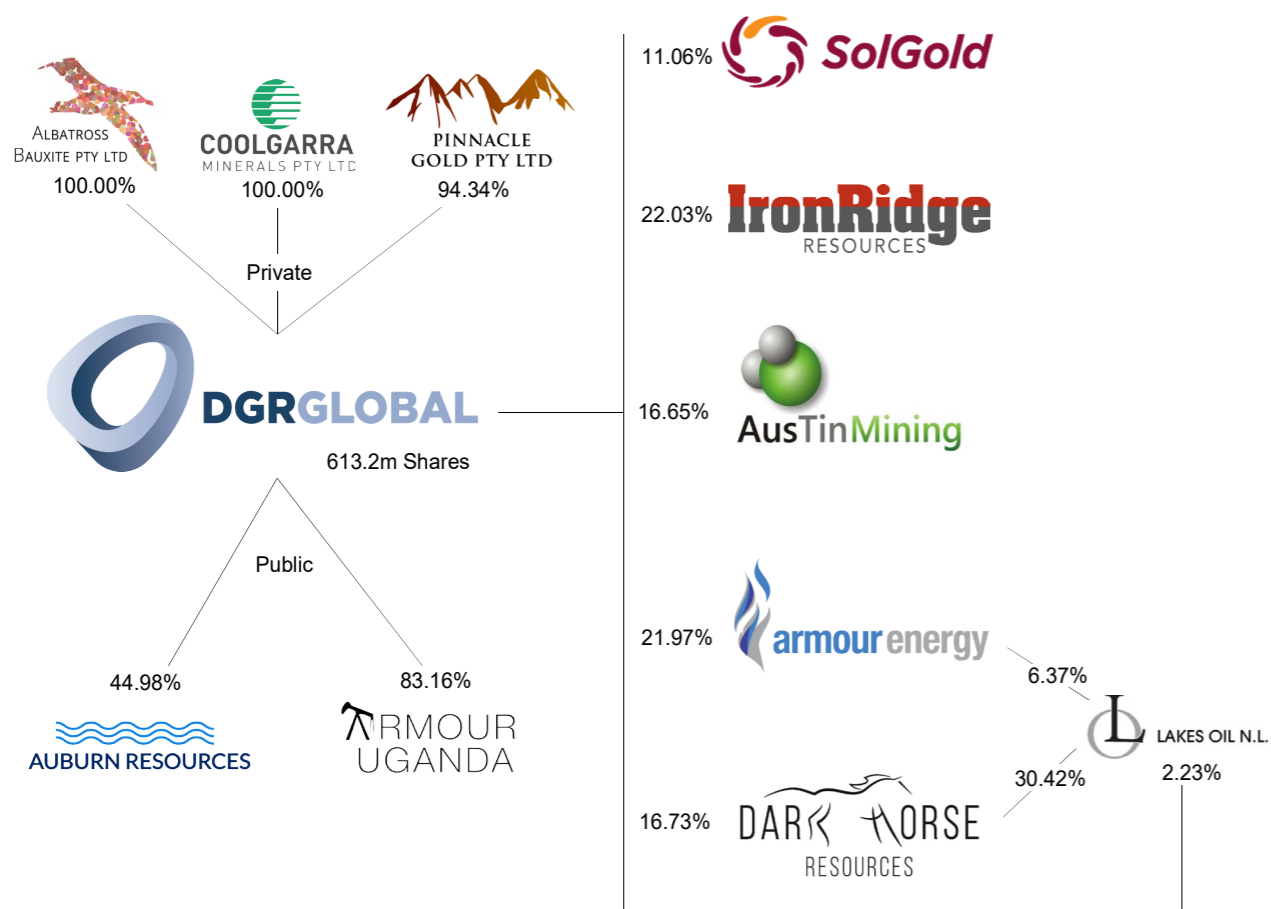 ALBATROSS
BAUXITE PTY LTD
100.00%
COOLGARRA
MINERALS PTY LTD
100.00%
PINNACLE
GOLD PTY LTD
94.34%
Private
DGRGLOBAL
613.2m Shares
Public
44.98%
AUBURN RESOURCES
83.16%
ARMOUR
UGANDA
11.06%
SolGold
22.03%
IronRidge
RESOURCES
16.65%
AusTinMining
21.97%
armour energy
6.37%
L
LAKES OIL N.L.
2.23%
30.42%
16.73%
DARK HORSE
RESOURCES